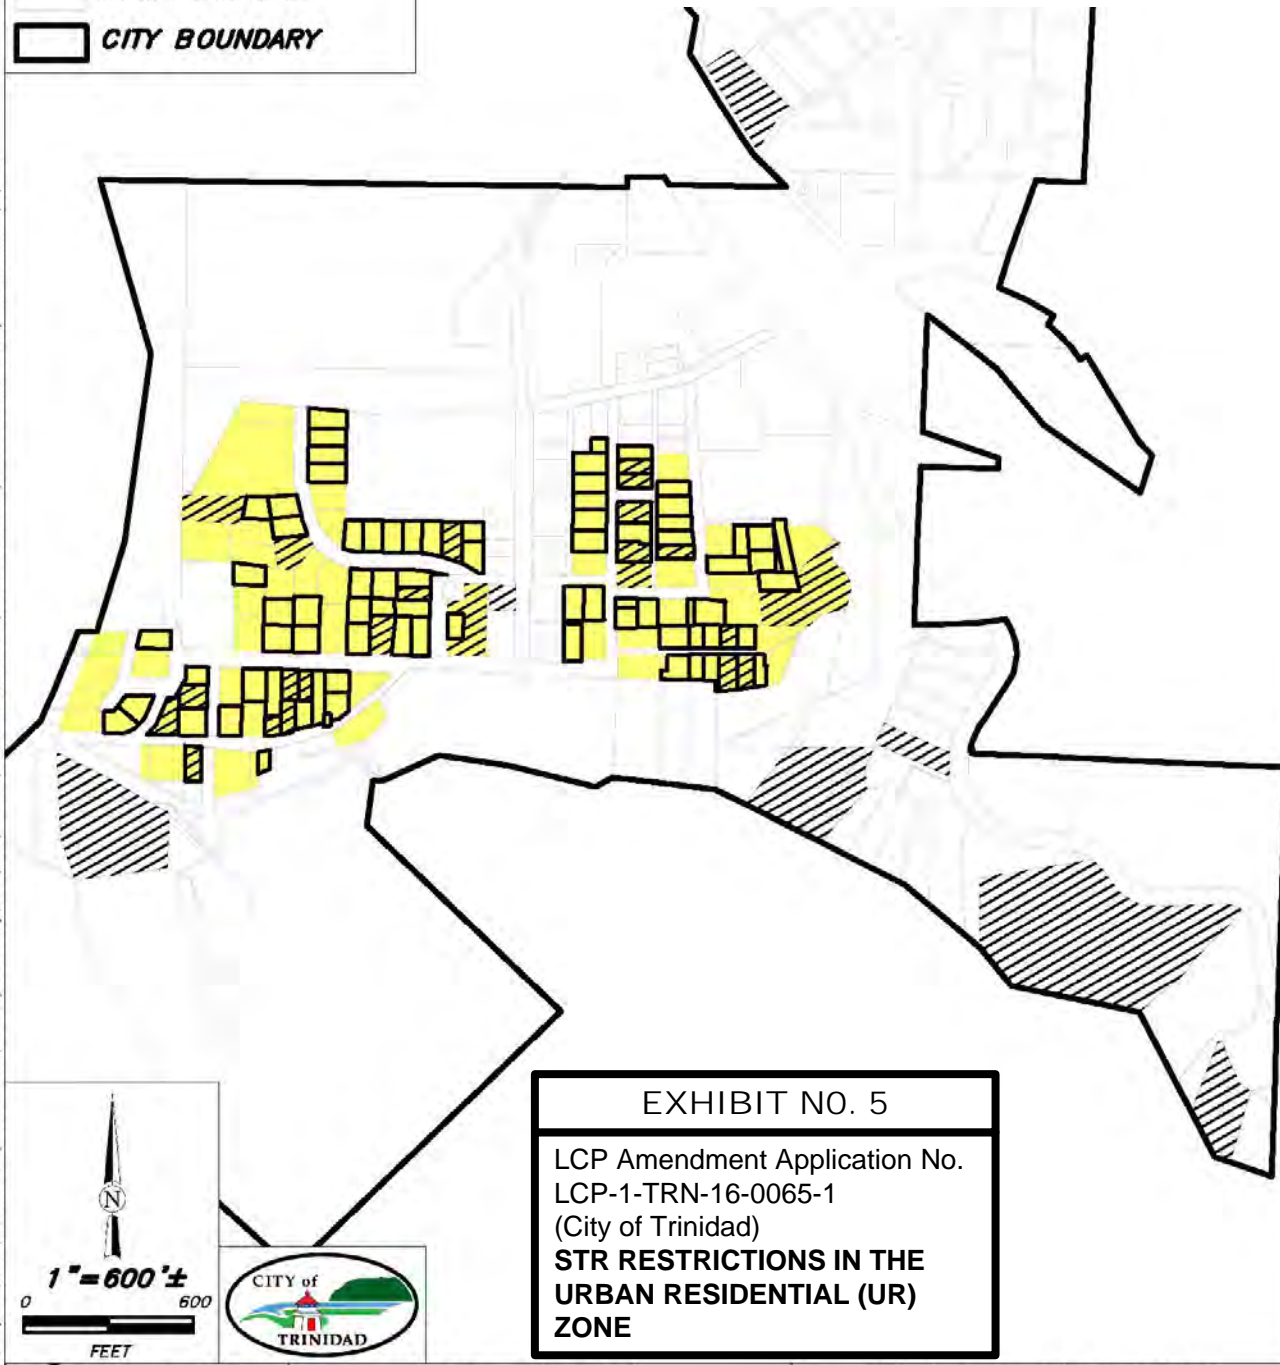 CITY BOUNDARY
N
1"=600'±
0 600
FEET
CITY of
TRINIDAD
EXHIBIT NO. 5
LCP Amendment Application No.
LCP-1-TRN-16-0065-1
(City of Trinidad)
STR RESTRICTIONS IN THE
URBAN RESIDENTIAL (UR)
ZONE